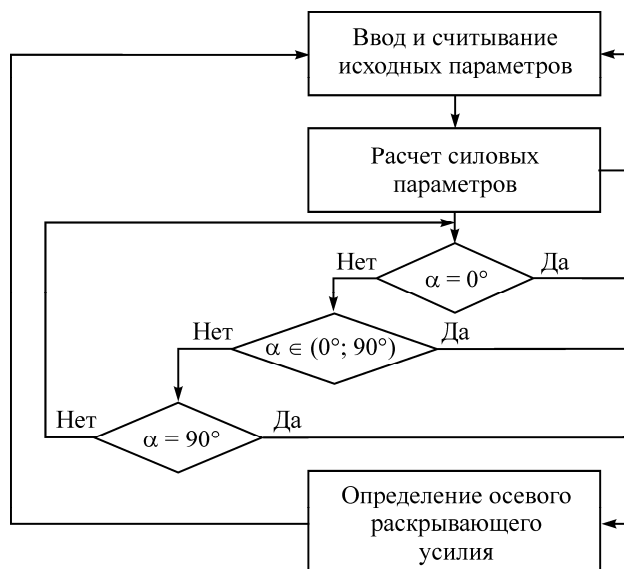 Ввод и считывание
исходных параметров
Расчет силовых
параметров
Нет
α = 0°
Да
Нет
α ∈ (0°; 90°)
Да
Нет
α = 90°
Да
Определение осевого
раскрывающего
усилия